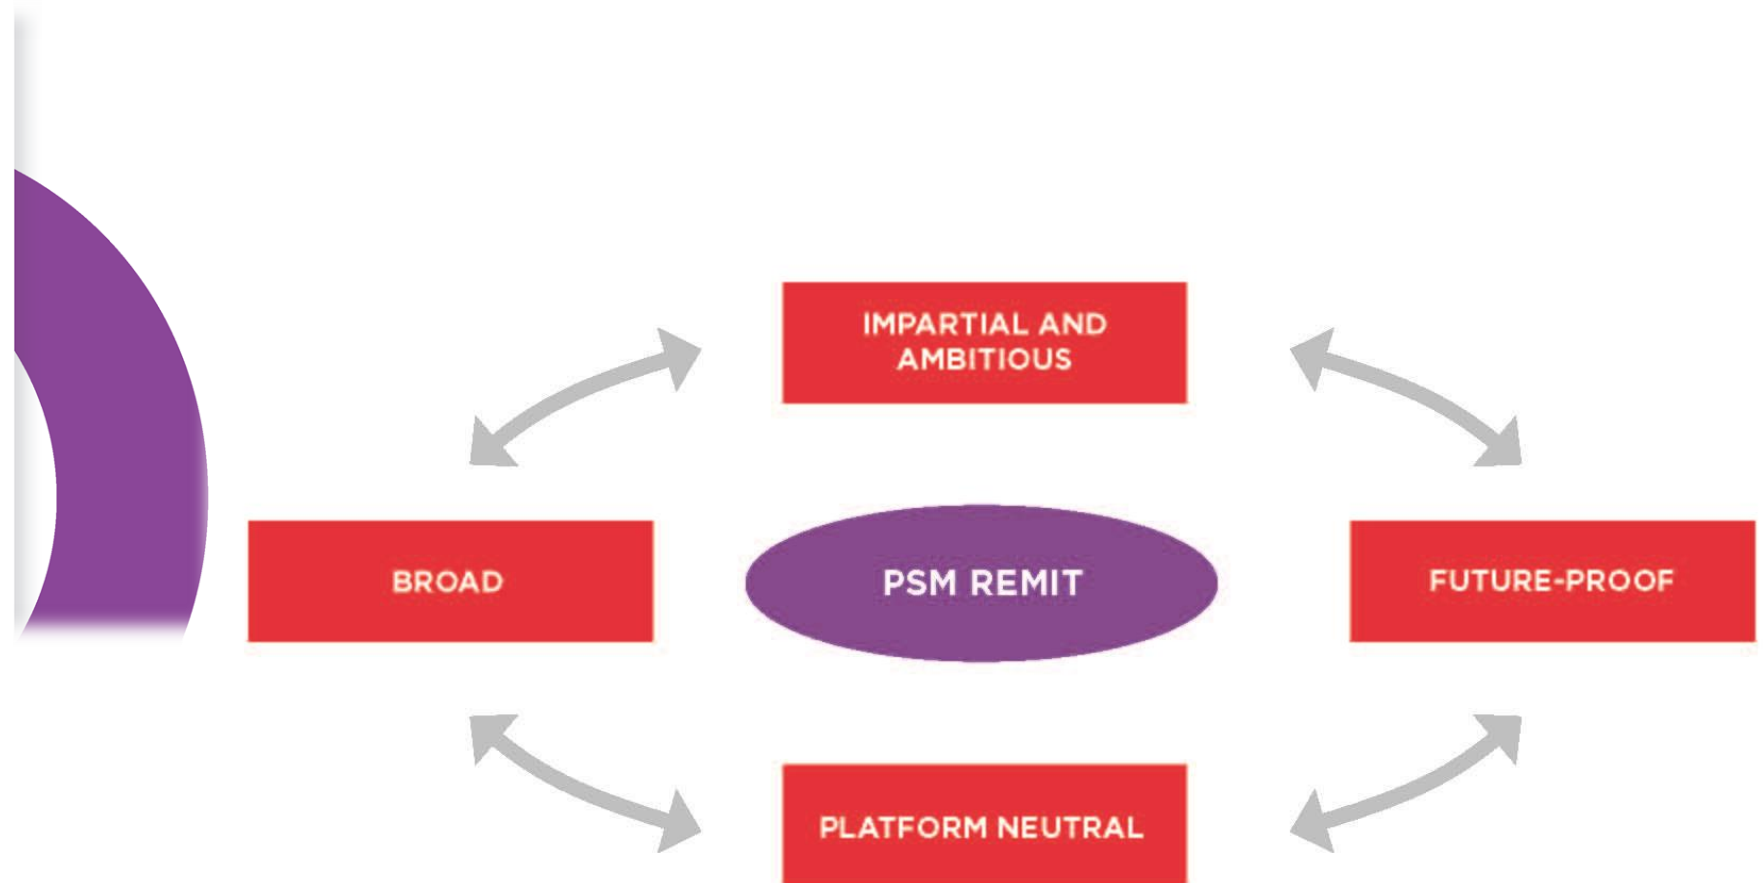 IMPARTIAL AND
AMBITIOUS
BROAD
PSM REMIT
FUTURE-PROOF
PLATFORM NEUTRAL